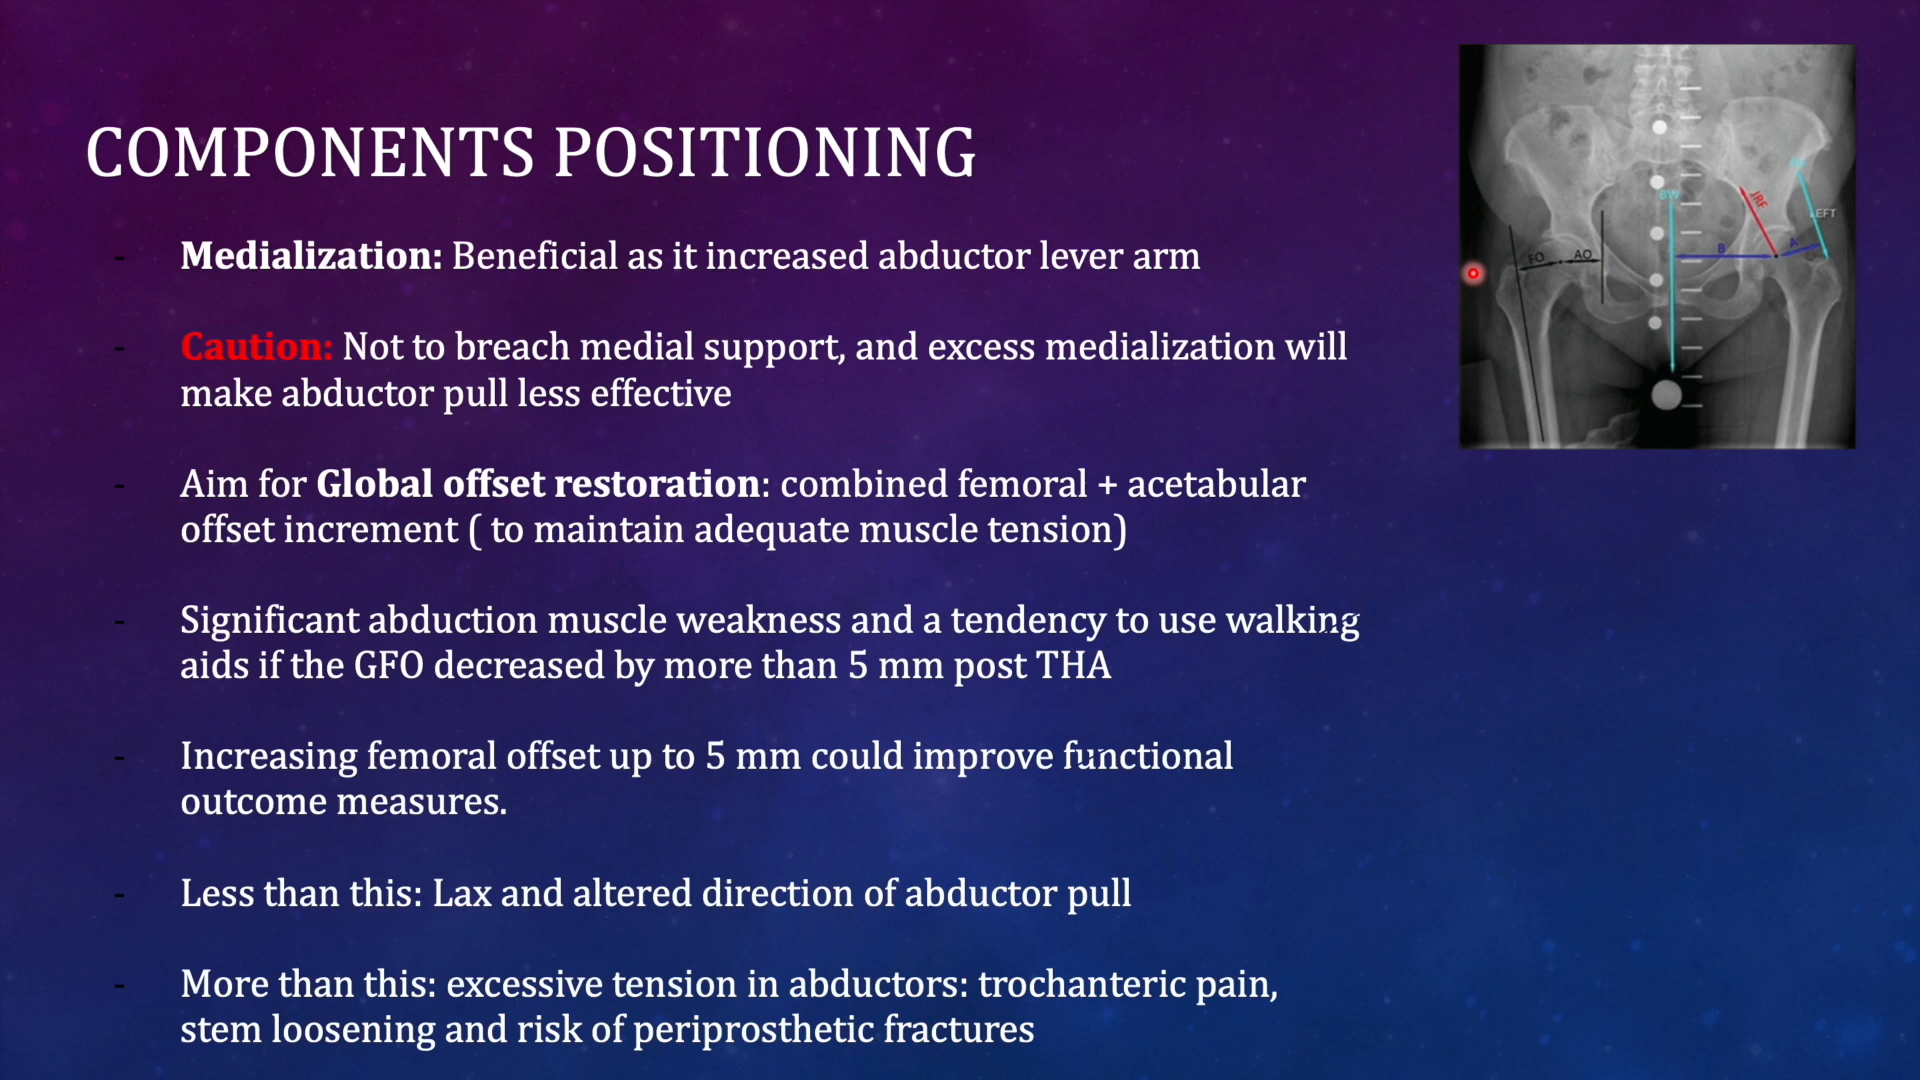 COMPONENTS POSITIONING
- Medialization: Beneficial as it increased abductor lever arm
- Caution: Not to breach medial support, and excess medialization will
make abductor pull less effective
- Aim for Global offset restoration: combined femoral + acetabular
offset increment ( to maintain adequate muscle tension)
- Significant abduction muscle weakness and a tendency to use walking
aids if the GFO decreased by more than 5 mm post THA
- Increasing femoral offset up to 5 mm could improve functional
outcome measures.
- Less than this: Lax and altered direction of abductor pull
- More than this: excessive tension in abductors: trochanteric pain,
stem loosening and risk of periprosthetic fractures
BW
JRF
B
A
FO
AO